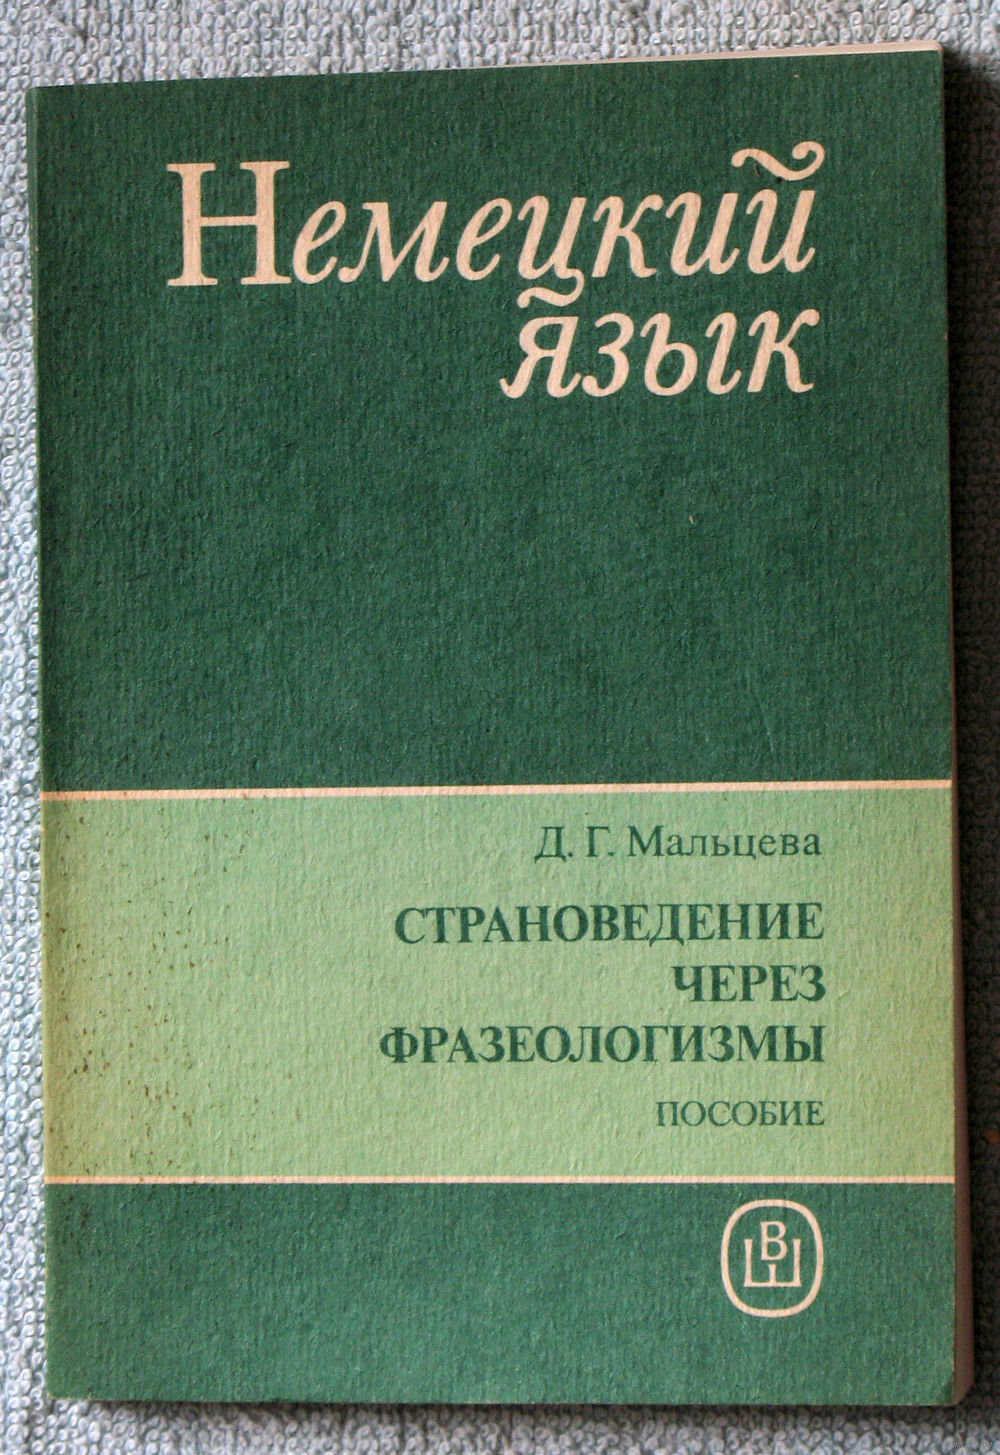 Немецкий
язык
Д. Г. Мальцева
СТРАНОВЕДЕНИЕ
ЧЕРЕЗ
ФРАЗЕОЛОГИЗМЫ
ПОСОБИЕ
ВШ